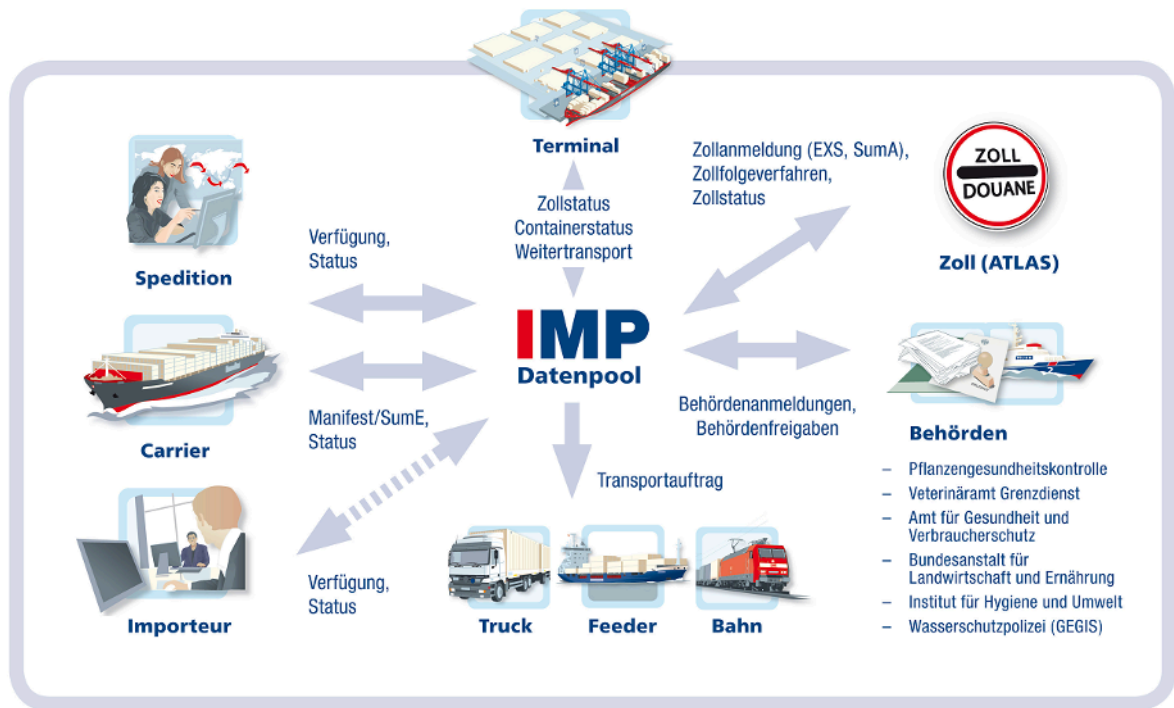 Terminal
Zollstatus
Containerstatus
Weitertransport
Zollanmeldung (EXS, SumA),
Zollfolgeverfahren,
Zollstatus
ZOLL
DOUANE
Zoll (ATLAS)
Spedition
Verfügung,
Status
IMP
Datenpool
Carrier
Manifest/SumE,
Status
Behördenanmeldungen,
Behördenfreigaben
Behörden
– Pflanzengesundheitskontrolle
– Veterinäramt Grenzdienst
– Amt für Gesundheit und
Verbraucherschutz
– Bundesanstalt für
Landwirtschaft und Ernährung
– Institut für Hygiene und Umwelt
– Wasserschutzpolizei (GEGIS)
Importeur
Verfügung,
Status
Transportauftrag
Truck
Feeder
Bahn